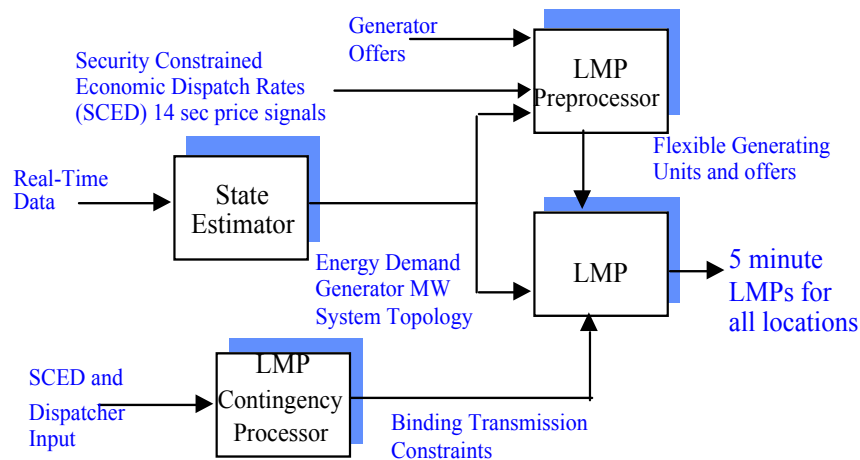 Generator
Offers
Security Constrained
Economic Dispatch Rates
(SCED) 14 sec price signals
LMP
Preprocessor
Flexible Generating
Units and offers
Real-Time
Data
State
Estimator
Energy Demand
Generator MW
System Topology
LMP
5 minute
LMPs for
all locations
SCED and
Dispatcher
Input
LMP
Contingency
Processor
Binding Transmission
Constraints